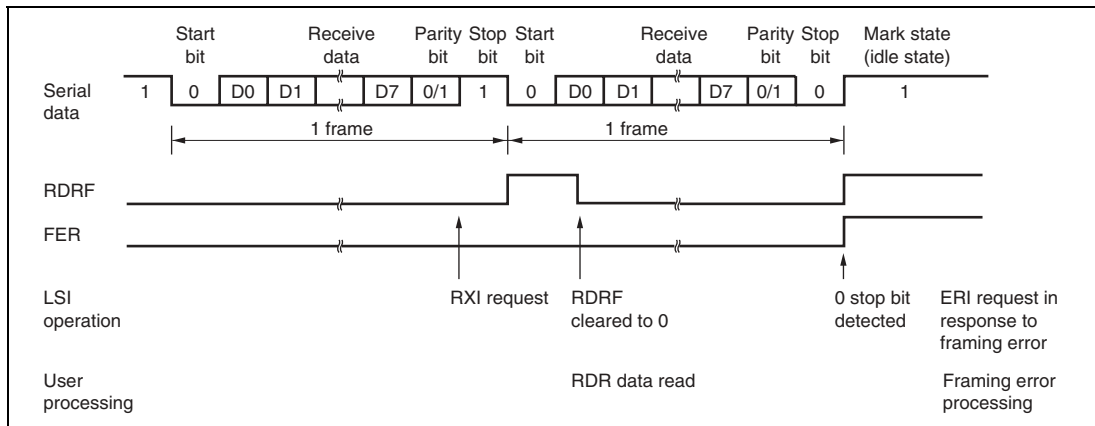 Start bit Receive data Parity bit Stop bit Start bit Receive data Parity bit Stop bit Mark state (idle state)
Serial data 1 0 D0 D1 D7 0/1 1 0 D0 D1 D7 0/1 0 1
1 frame 1 frame
RDRF
FER
LSI operation RXI request RDRF cleared to 0 0 stop bit detected ERI request in response to framing error
User processing RDR data read Framing error processing